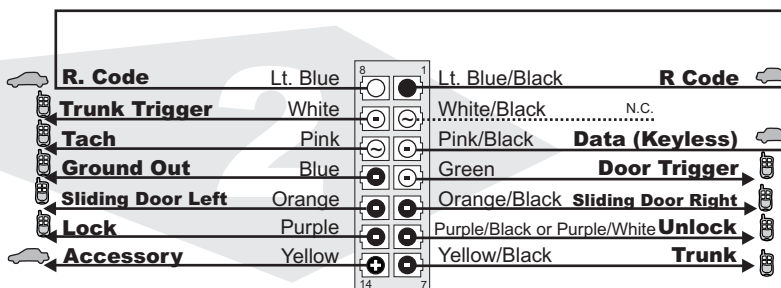 8 1
R. Code Lt. Blue Lt. Blue/Black R Code
Trunk Trigger White White/Black N.C.
Tach Pink Pink/Black Data (Keyless)
Ground Out Blue Green Door Trigger
Sliding Door Left Orange Orange/Black Sliding Door Right
Lock Purple Purple/Black or Purple/White Unlock
Accessory Yellow Yellow/Black Trunk
14 7
2